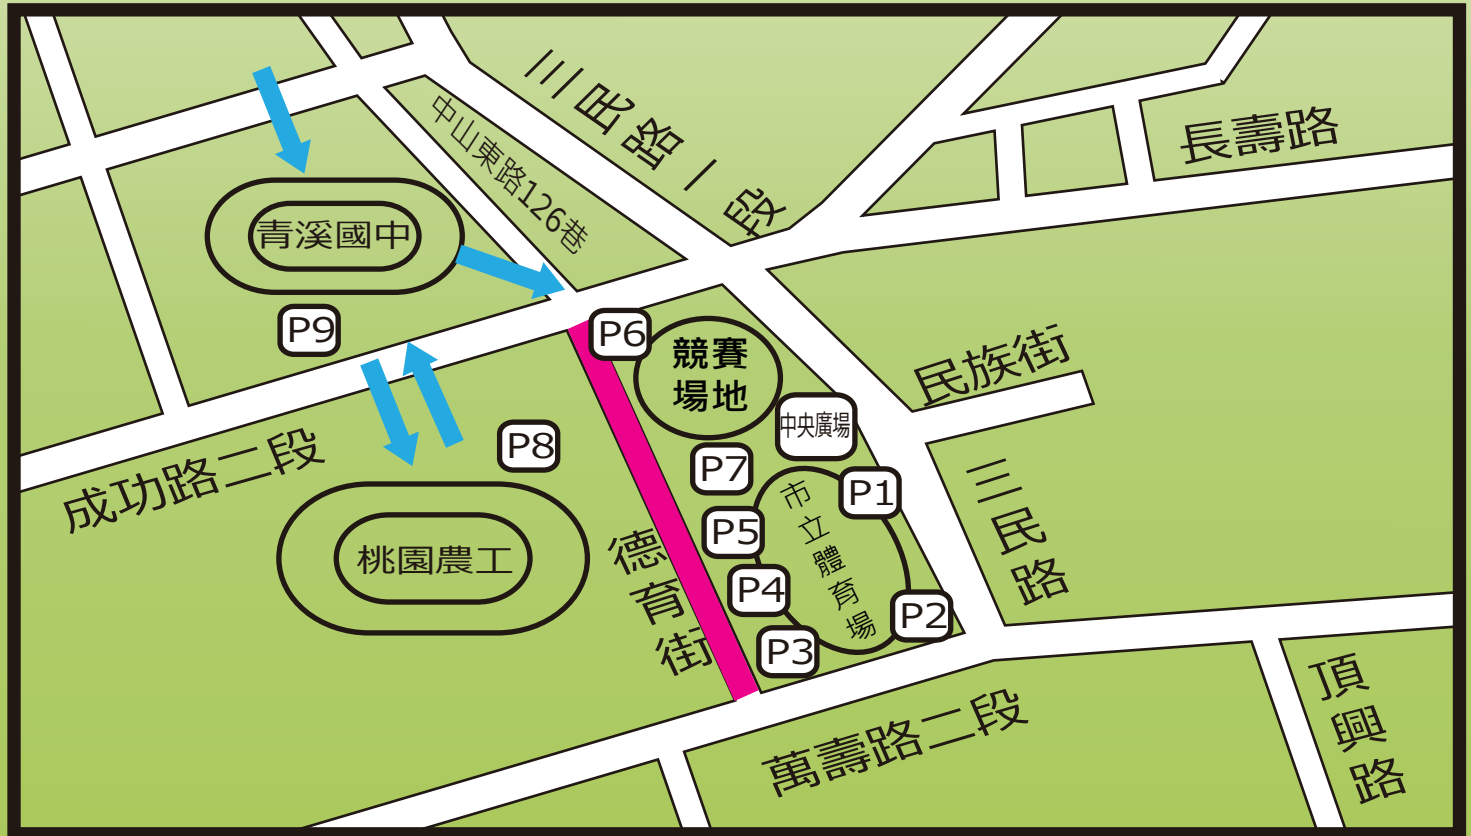 三民路一段
中山東路126巷
長壽路
青溪國中
P9
P6
競賽
場地
民族街
中央廣場
成功路二段
P8
P7
P1
市立體育場
三民路
P5
桃園農工
德育街
P4
P2
P3
頂興路
萬壽路二段